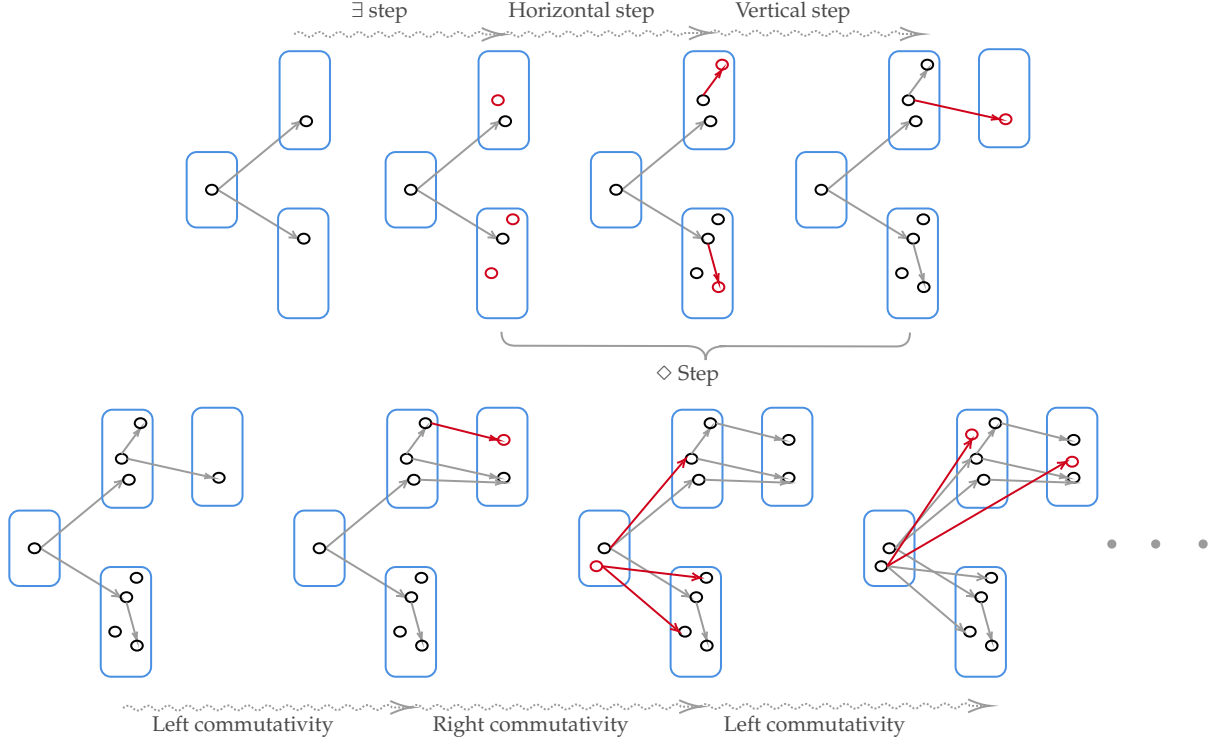 ∃ step
Horizontal step
Vertical step
◇ Step
Left commutativity
Right commutativity
Left commutativity